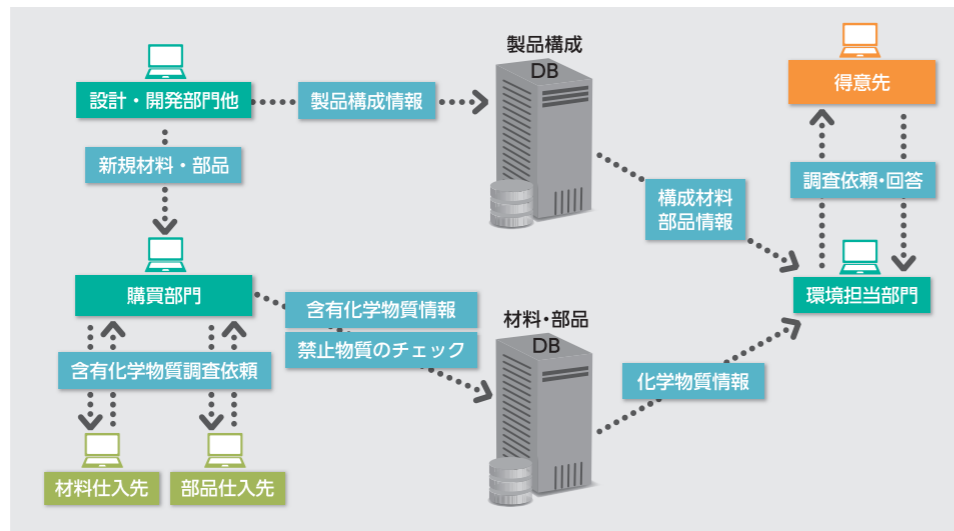 製品構成
DB
得意先
設計・開発部門他
製品構成情報
新規材料・部品
調査依頼・回答
構成材料
部品情報
購買部門
環境担当部門
含有化学物質情報
禁止物質のチェック
材料・部品
DB
含有化学物質調査依頼
化学物質情報
材料仕入先
部品仕入先